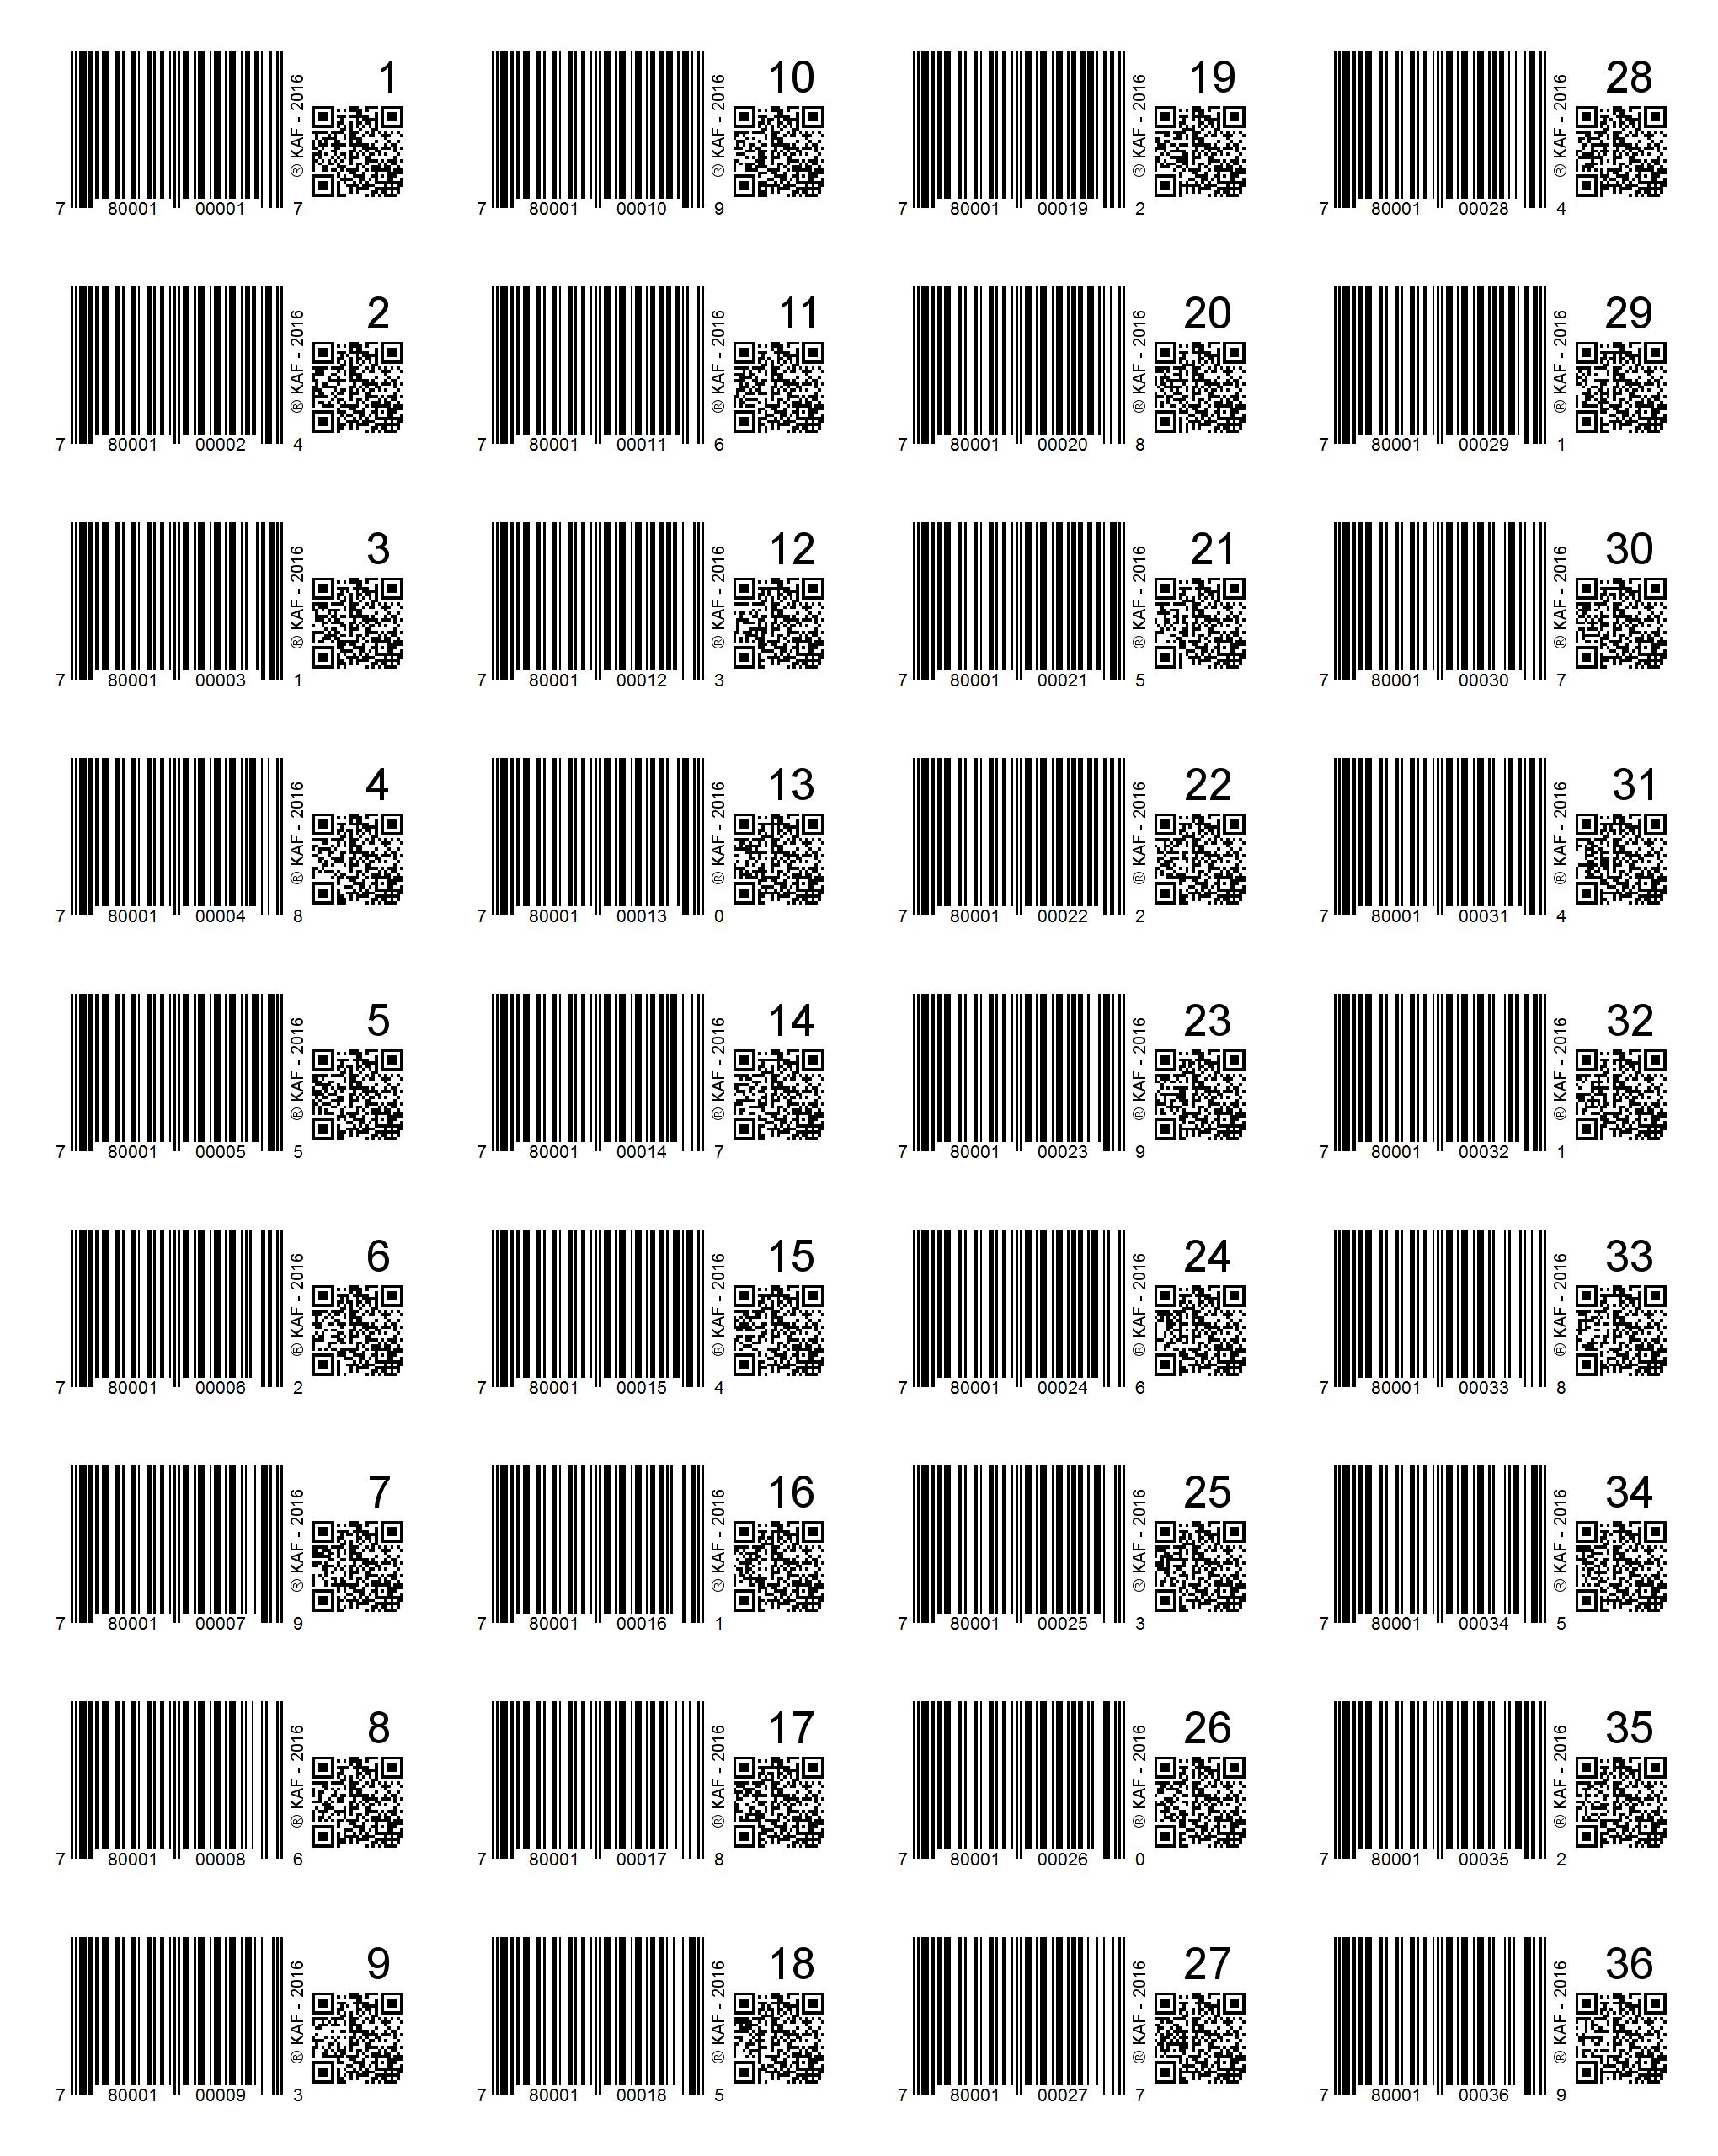 1
® KAF - 2016
7 80001 00001 7
10
® KAF - 2016
7 80001 00010 9
19
® KAF - 2016
7 80001 00019 2
28
® KAF - 2016
7 80001 00028 4
2
® KAF - 2016
7 80001 00002 4
11
® KAF - 2016
7 80001 00011 6
20
® KAF - 2016
7 80001 00020 8
29
® KAF - 2016
7 80001 00029 1
3
® KAF - 2016
7 80001 00003 1
12
® KAF - 2016
7 80001 00012 3
21
® KAF - 2016
7 80001 00021 5
30
® KAF - 2016
7 80001 00030 7
4
® KAF - 2016
7 80001 00004 8
13
® KAF - 2016
7 80001 00013 0
22
® KAF - 2016
7 80001 00022 2
31
® KAF - 2016
7 80001 00031 4
5
® KAF - 2016
7 80001 00005 5
14
® KAF - 2016
7 80001 00014 7
23
® KAF - 2016
7 80001 00023 9
32
® KAF - 2016
7 80001 00032 1
6
® KAF - 2016
7 80001 00006 2
15
® KAF - 2016
7 80001 00015 4
24
® KAF - 2016
7 80001 00024 6
33
® KAF - 2016
7 80001 00033 8
7
® KAF - 2016
7 80001 00007 9
16
® KAF - 2016
7 80001 00016 1
25
® KAF - 2016
7 80001 00025 3
34
® KAF - 2016
7 80001 00034 5
8
® KAF - 2016
7 80001 00008 6
17
® KAF - 2016
7 80001 00017 8
26
® KAF - 2016
7 80001 00026 0
35
® KAF - 2016
7 80001 00035 2
9
® KAF - 2016
7 80001 00009 3
18
® KAF - 2016
7 80001 00018 5
27
® KAF - 2016
7 80001 00027 7
36
® KAF - 2016
7 80001 00036 9